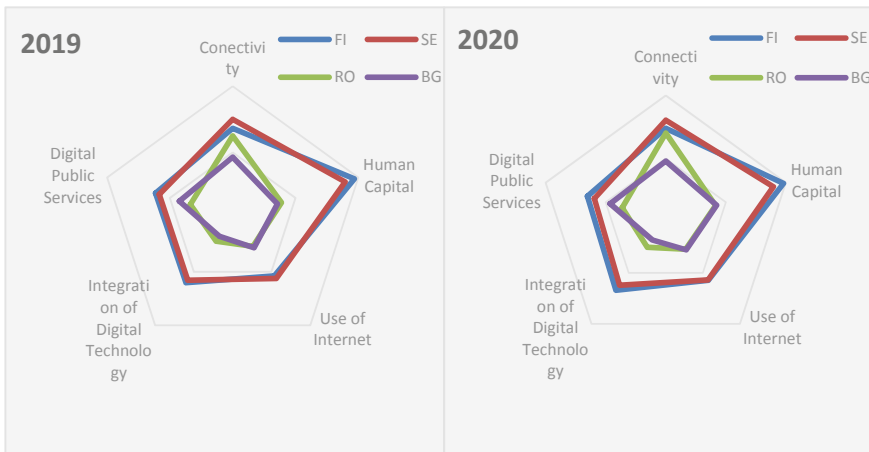 2019
FI
SE
RO
BG
Conectivi
ty
Human
Capital
Use of
Internet
Integrati
on of
Digital
Technolo
gy
Digital
Public
Services
2020
FI
SE
RO
BG
Connecti
vity
Human
Capital
Use of
Internet
Integrati
on of
Digital
Technolo
gy
Digital
Public
Services